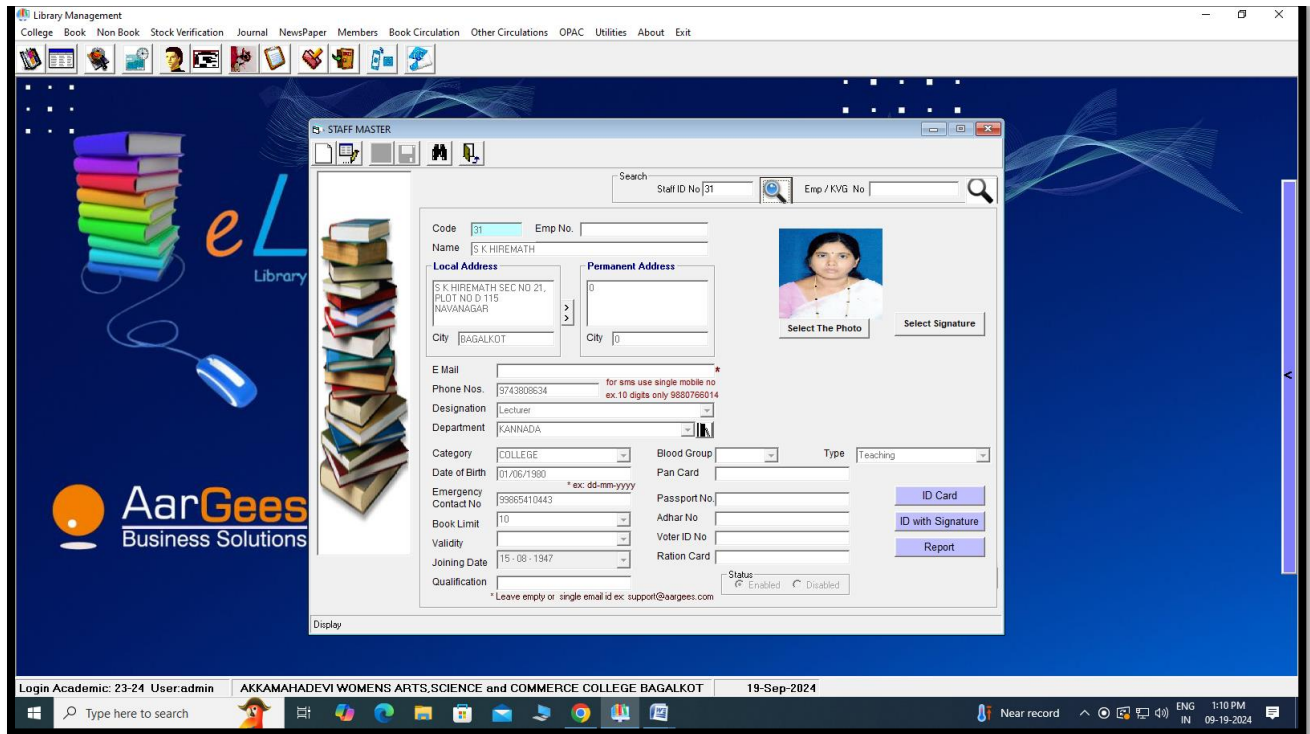 Library Management
College Book Non Book Stock Verification Journal NewsPaper Members Book Circulation Other Circulations OPAC Utilities About Exit
eL
Library
AarGees
Business Solutions
STAFF MASTER
Search
Staff ID No 31 Emp / KVG No
Code 31 Emp No.
Name S K HIREMATH
Local Address
S K HIREMATH SEC NO 21,
PLOT NO D 115
NAVANAGAR
City BAGALKOT
>
>
Permanent Address
0
City 0
Select The Photo
Select Signature
E Mail *
Phone Nos. 9743808634 for sms use single mobile no
ex.10 digits only 9880766014
Designation Lecturer
Department KANNADA
Category COLLEGE Blood Group Type Teaching
Date of Birth 01/06/1980 Pan Card
* ex: dd-mm-yyyy
Emergency
Contact No 99865410443 Passport No. ID Card
Book Limit 10 Adhar No ID with Signature
Validity Voter ID No
Joining Date 15 - 08 - 1947 Ration Card Report
Qualification Status
Enabled Disabled
* Leave empty or single email id ex: support@aargees.com
Display
<
Login Academic: 23-24 User:admin AKKAMAHADEVI WOMENS ARTS,SCIENCE and COMMERCE COLLEGE BAGALKOT 19-Sep-2024
Type here to search Near record ENG 1:10 PM
IN 09-19-2024